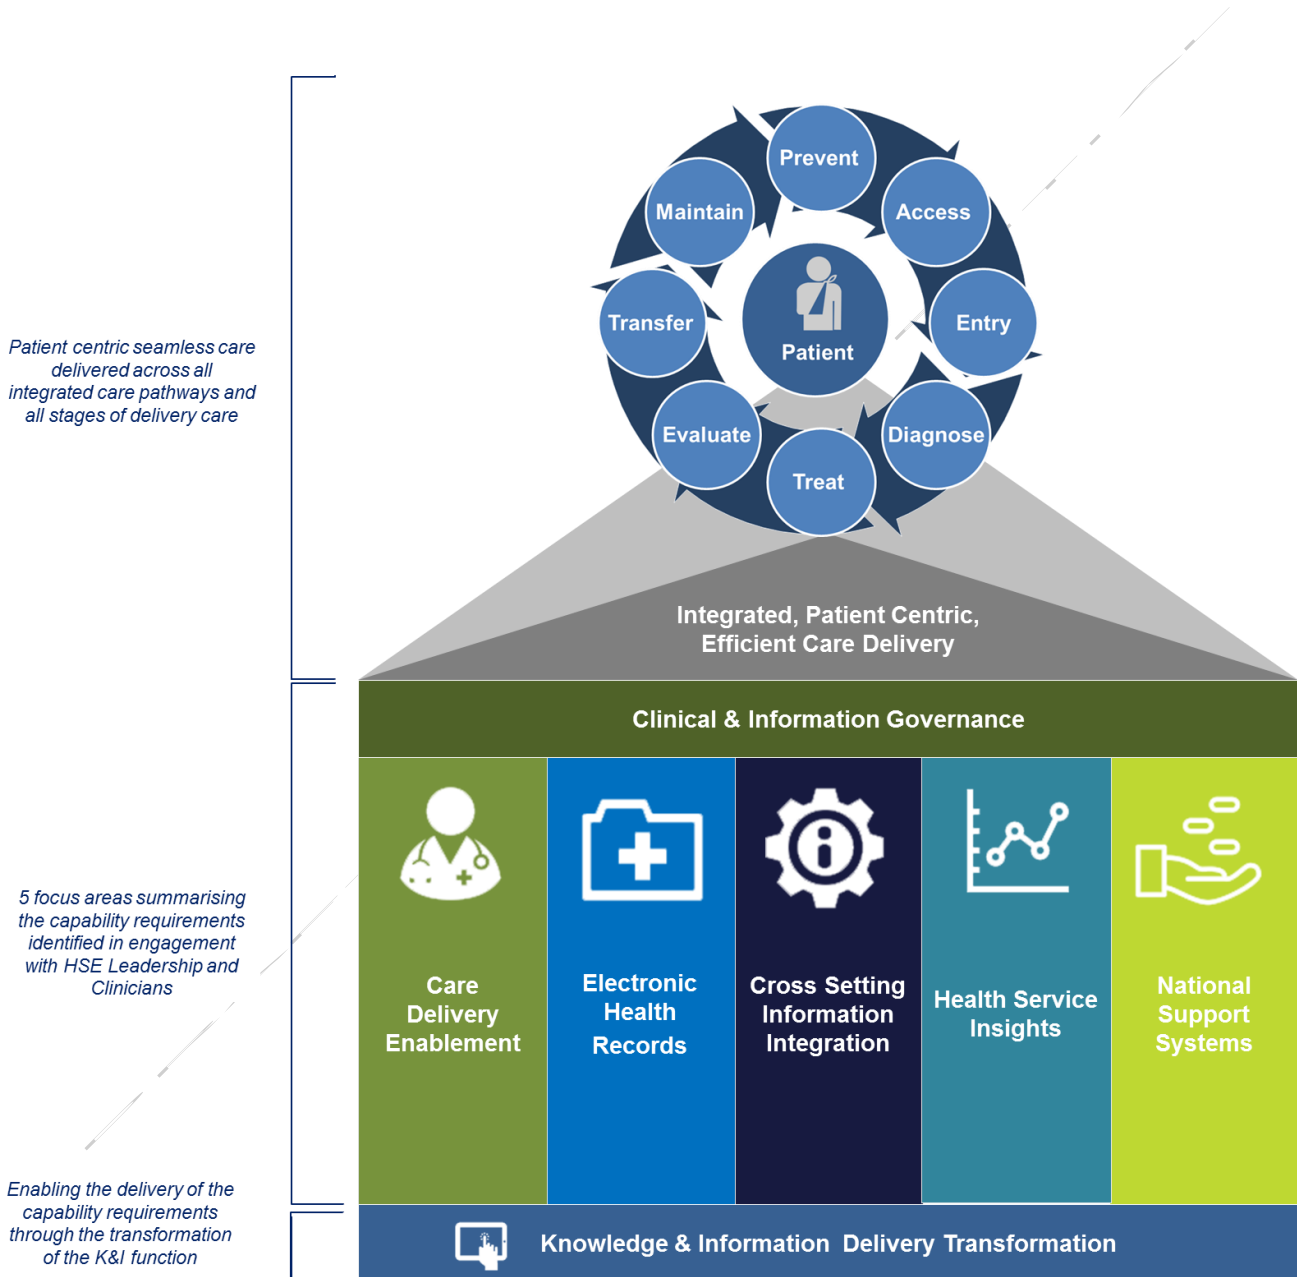 Prevent
Maintain
Access
Patient
Transfer
Entry
Evaluate
Diagnose
Treat
Patient centric seamless care
delivered across all
integrated care pathways and
all stages of delivery care
Integrated, Patient Centric,
Efficient Care Delivery
Clinical & Information Governance
5 focus areas summarising
the capability requirements
identified in engagement
with HSE Leadership and
Clinicians
Care
Delivery
Enablement
Electronic
Health
Records
Cross Setting
Information
Integration
Health Service
Insights
National
Support
Systems
Enabling the delivery of the
capability requirements
through the transformation
of the K&I function
Knowledge & Information Delivery Transformation